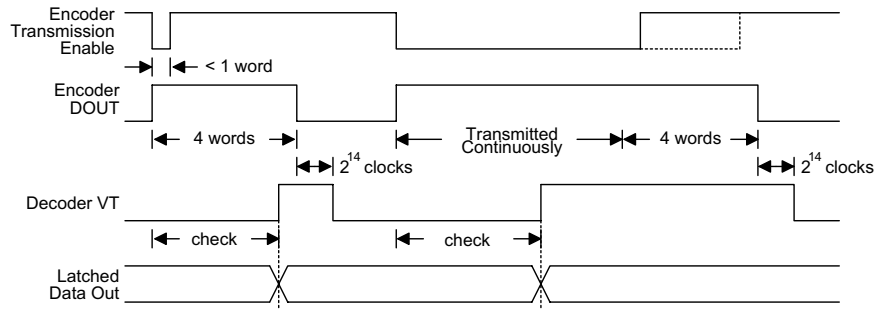 Encoder
Transmission
Enable
< 1 word
Encoder
DOUT
4 words
Transmitted
Continuously
4 words
2^14 clocks
2^14 clocks
Decoder VT
check
check
Latched
Data Out